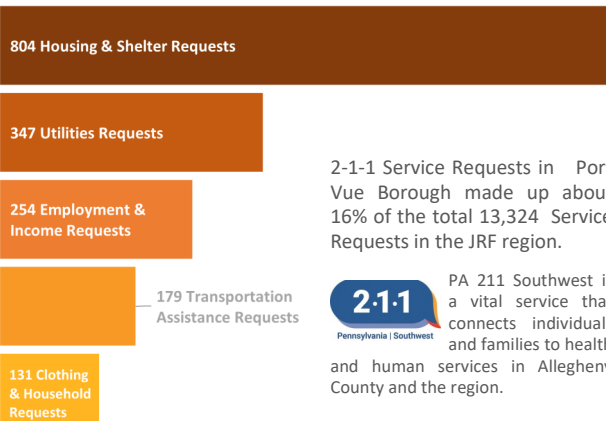 804 Housing & Shelter Requests
347 Utilities Requests
254 Employment &
Income Requests
179 Transportation
Assistance Requests
131 Clothing
& Household
Requests
2-1-1 Service Requests in Por
Vue Borough made up abou
16% of the total 13,324 Service
Requests in the JRF region.
2·1·1
Pennsylvania | Southwest
PA 211 Southwest i
a vital service tha
connects individual
and families to health
and human services in Allegheny
County and the region.